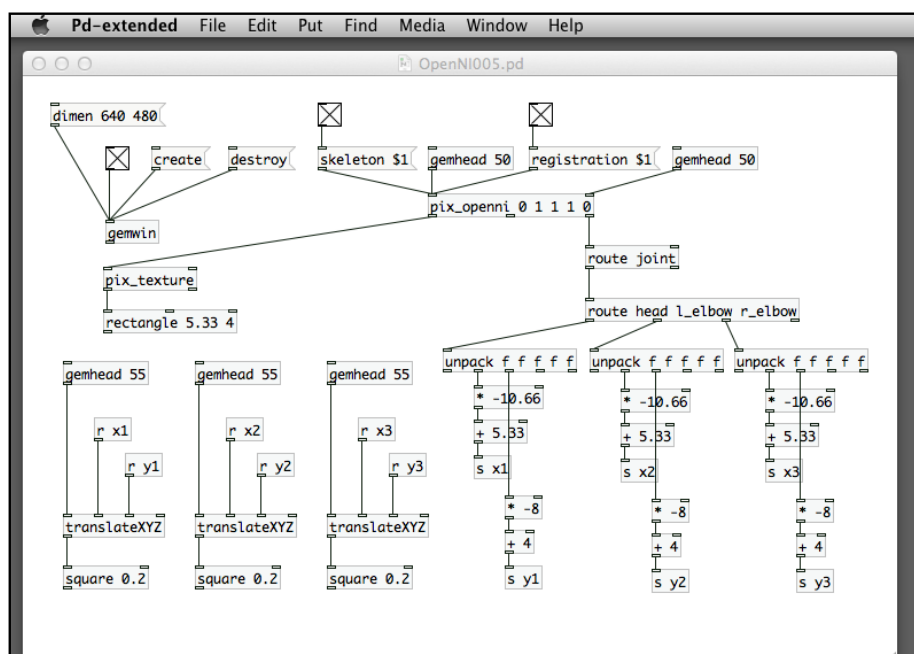 Pd-extended File Edit Put Find Media Window Help
OpenNI005.pd
dimen 640 480
create destroy skeleton $1 gemhead 50 registration $1 gemhead 50
pix_openni 0 1 1 1 0
gemwin
route joint
pix_texture
route head l_elbow r_elbow
rectangle 5.33 4
unpack f f f f f unpack f f f f f unpack f f f f f
gemhead 55 gemhead 55 gemhead 55
* -10.66 * -10.66 * -10.66
r x1 r x2 r x3 + 5.33 + 5.33 + 5.33
r y1 r y2 r y3 s x1 s x2 s x3
* -8 * -8 * -8
translateXYZ translateXYZ translateXYZ
+ 4 + 4 + 4
square 0.2 square 0.2 square 0.2 s y1 s y2 s y3